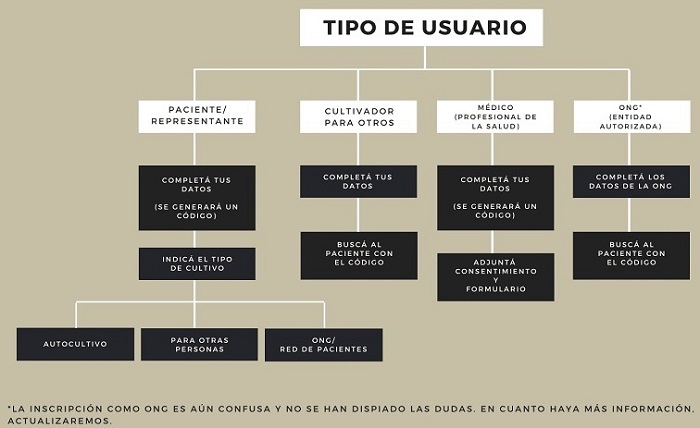 TIPO DE USUARIO
PACIENTE/
REPRESENTANTE
CULTIVADOR
PARA OTROS
MÉDICO
(PROFESIONAL DE
LA SALUD)
ONG*
(ENTIDAD
AUTORIZADA)
COMPLETÁ TUS
DATOS
(SE GENERARÁ UN
CÓDIGO)
COMPLETÁ TUS
DATOS
COMPLETÁ TUS
DATOS
(SE GENERARÁ UN
CÓDIGO)
COMPLETÁ LOS
DATOS DE LA ONG
INDICÁ EL TIPO
DE CULTIVO
BUSCÁ AL
PACIENTE CON
EL CÓDIGO
ADJUNTÁ
CONSENTIMIENTO
Y
FORMULARIO
BUSCÁ AL
PACIENTE CON
EL CÓDIGO
AUTOCULTIVO
PARA OTRAS
PERSONAS
ONG/
RED DE PACIENTES
*LA INSCRIPCIÓN COMO ONG ES AÚN CONFUSA Y NO SE HAN DISPIADO LAS DUDAS. EN CUANTO HAYA MÁS INFORMACIÓN,
ACTUALIZAREMOS.